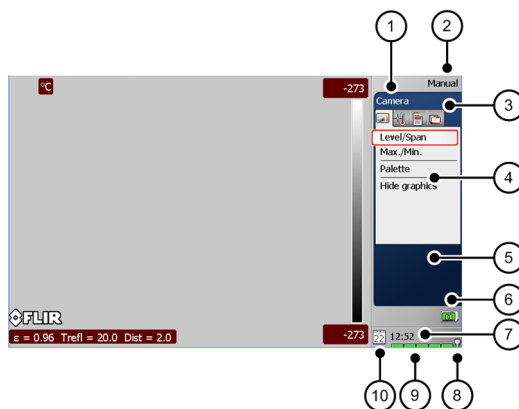 1
2
°C
-273
Manual
Camera
3
Level/Span
Max./Min.
Palette
4
Hide graphics
5
6
FLIR
ε = 0.96 Trefl = 20.0 Dist = 2.0
-273
22
12:52
7
10
9
8